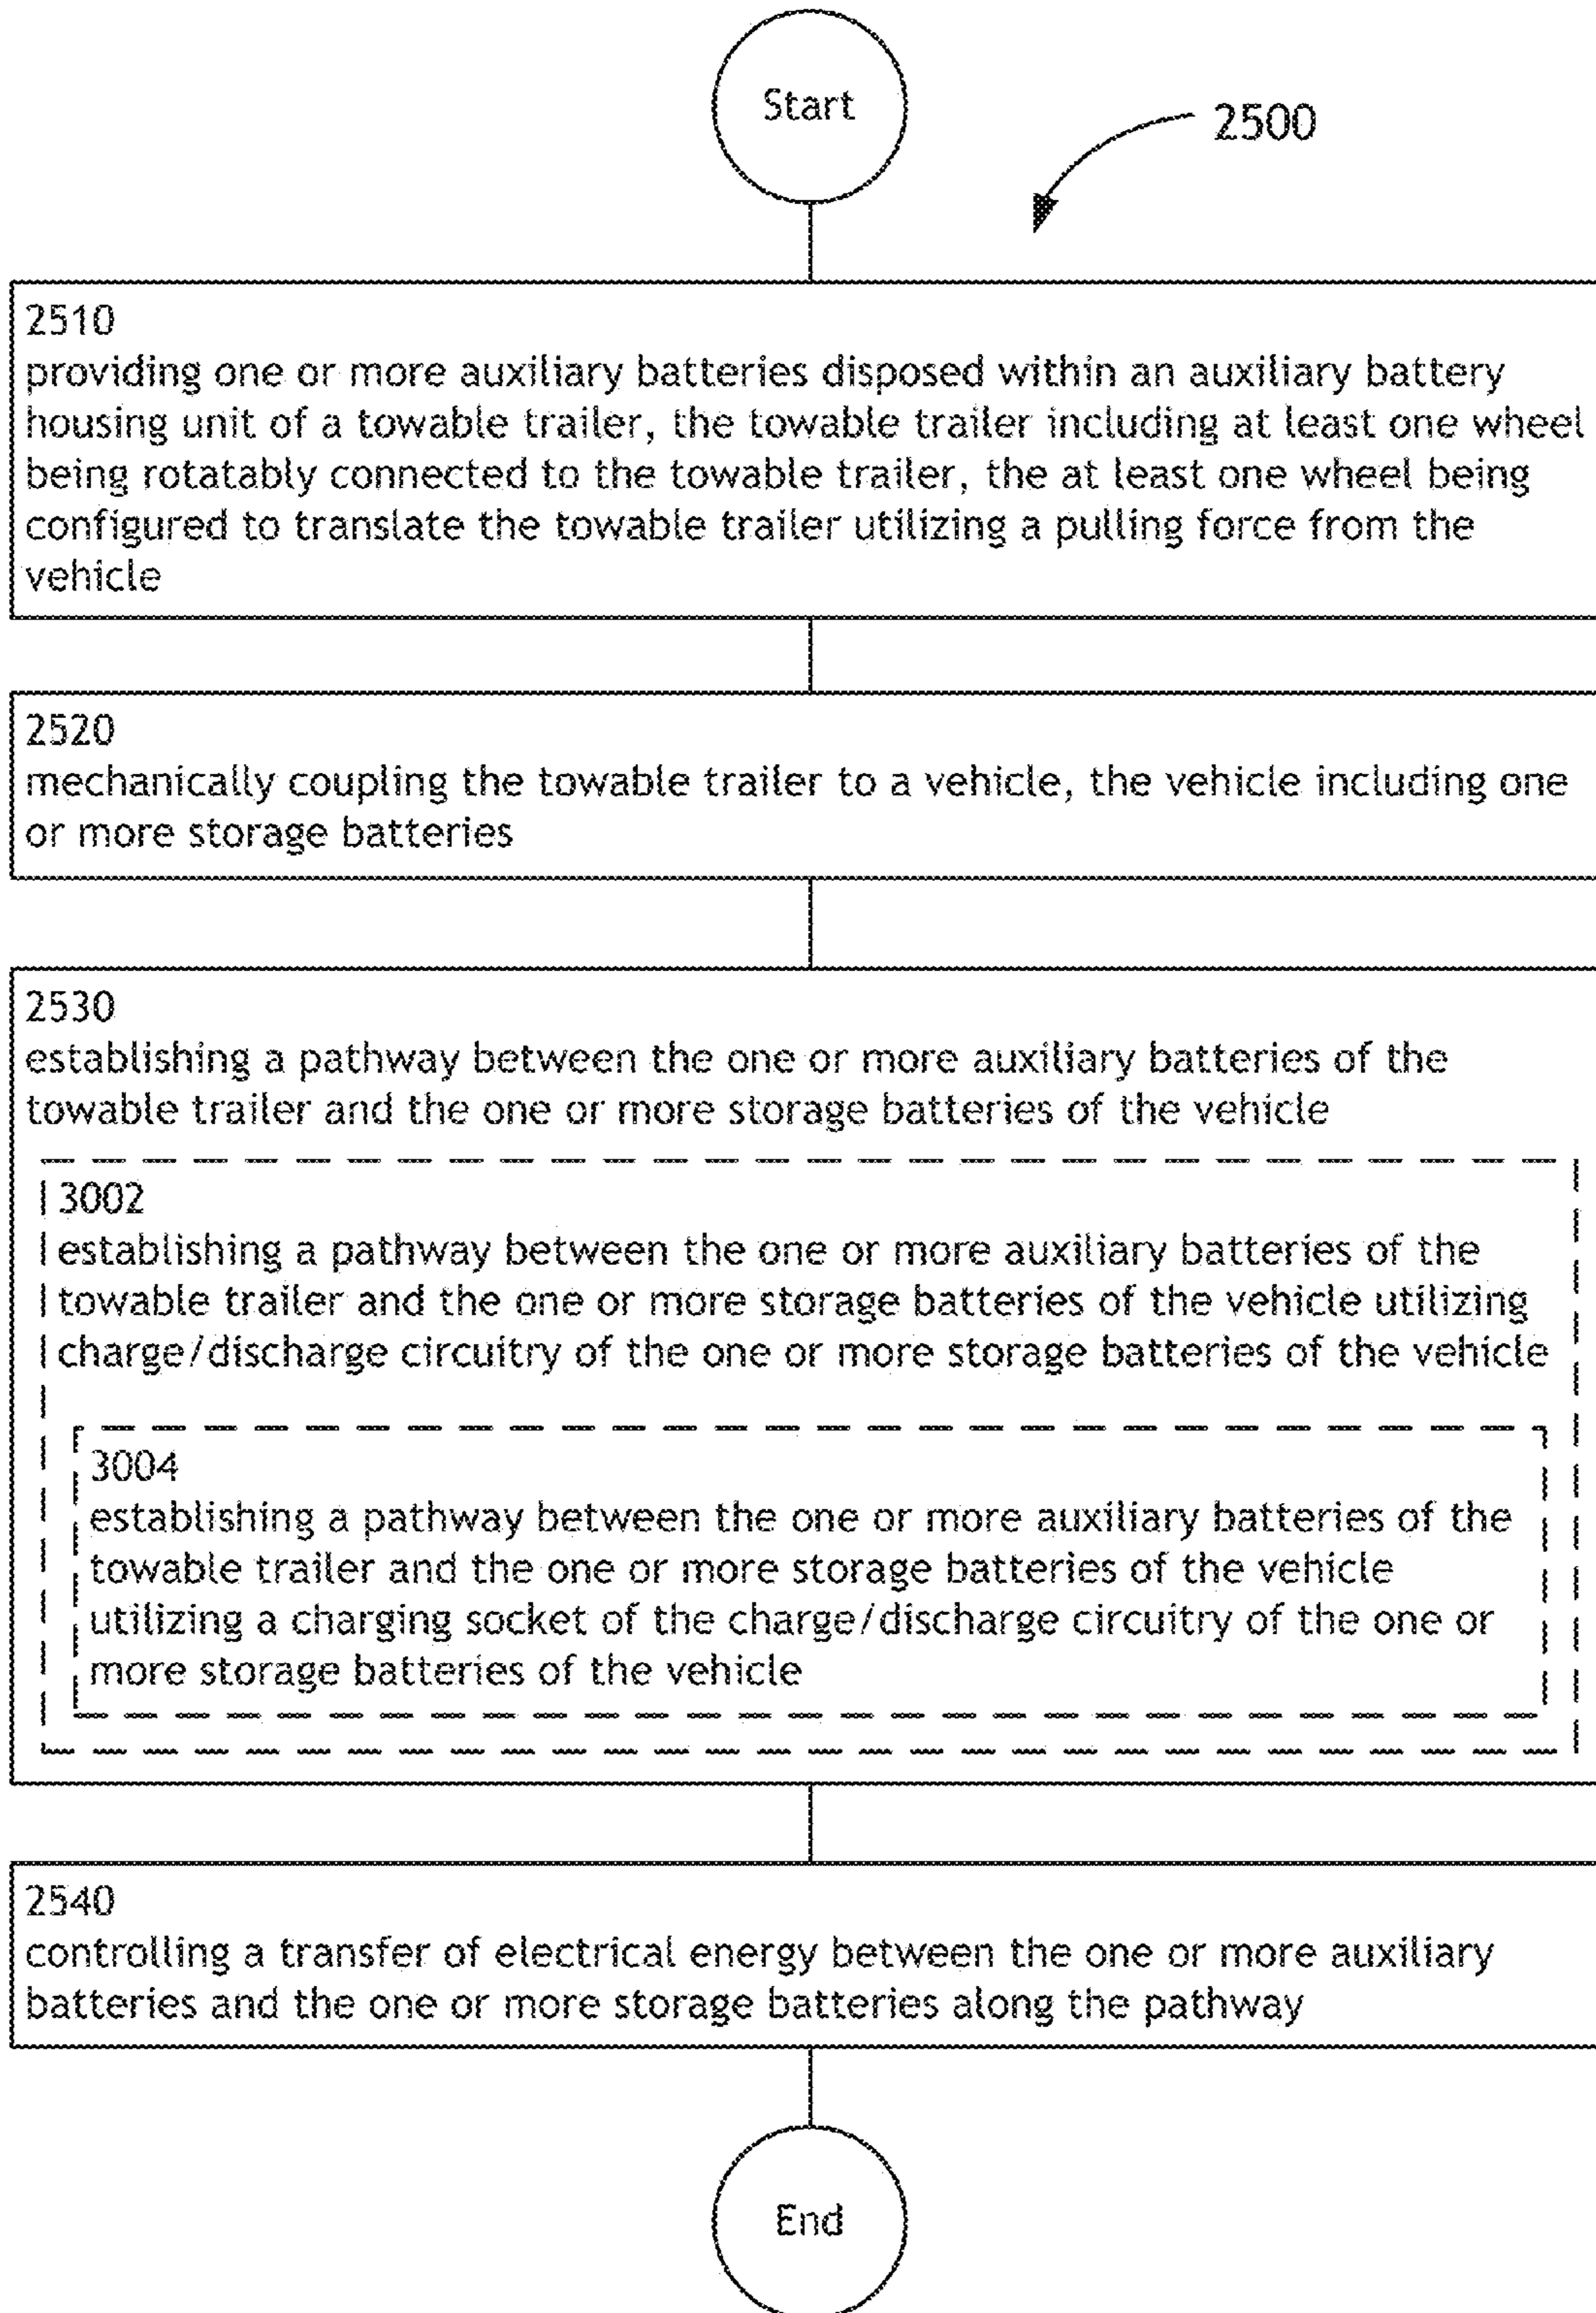 Start
2500
2510
providing one or more auxiliary batteries disposed within an auxiliary battery
housing unit of a towable trailer, the towable trailer including at least one wheel
being rotatably connected to the towable trailer, the at least one wheel being
configured to translate the towable trailer utilizing a pulling force from the
vehicle
2520
mechanically coupling the towable trailer to a vehicle, the vehicle including one
or more storage batteries
2530
establishing a pathway between the one or more auxiliary batteries of the
towable trailer and the one or more storage batteries of the vehicle
3002
establishing a pathway between the one or more auxiliary batteries of the
towable trailer and the one or more storage batteries of the vehicle utilizing
charge/discharge circuitry of the one or more storage batteries of the vehicle
3004
establishing a pathway between the one or more auxiliary batteries of the
towable trailer and the one or more storage batteries of the vehicle
utilizing a charging socket of the charge/discharge circuitry of the one or
more storage batteries of the vehicle
2540
controlling a transfer of electrical energy between the one or more auxiliary
batteries and the one or more storage batteries along the pathway
End